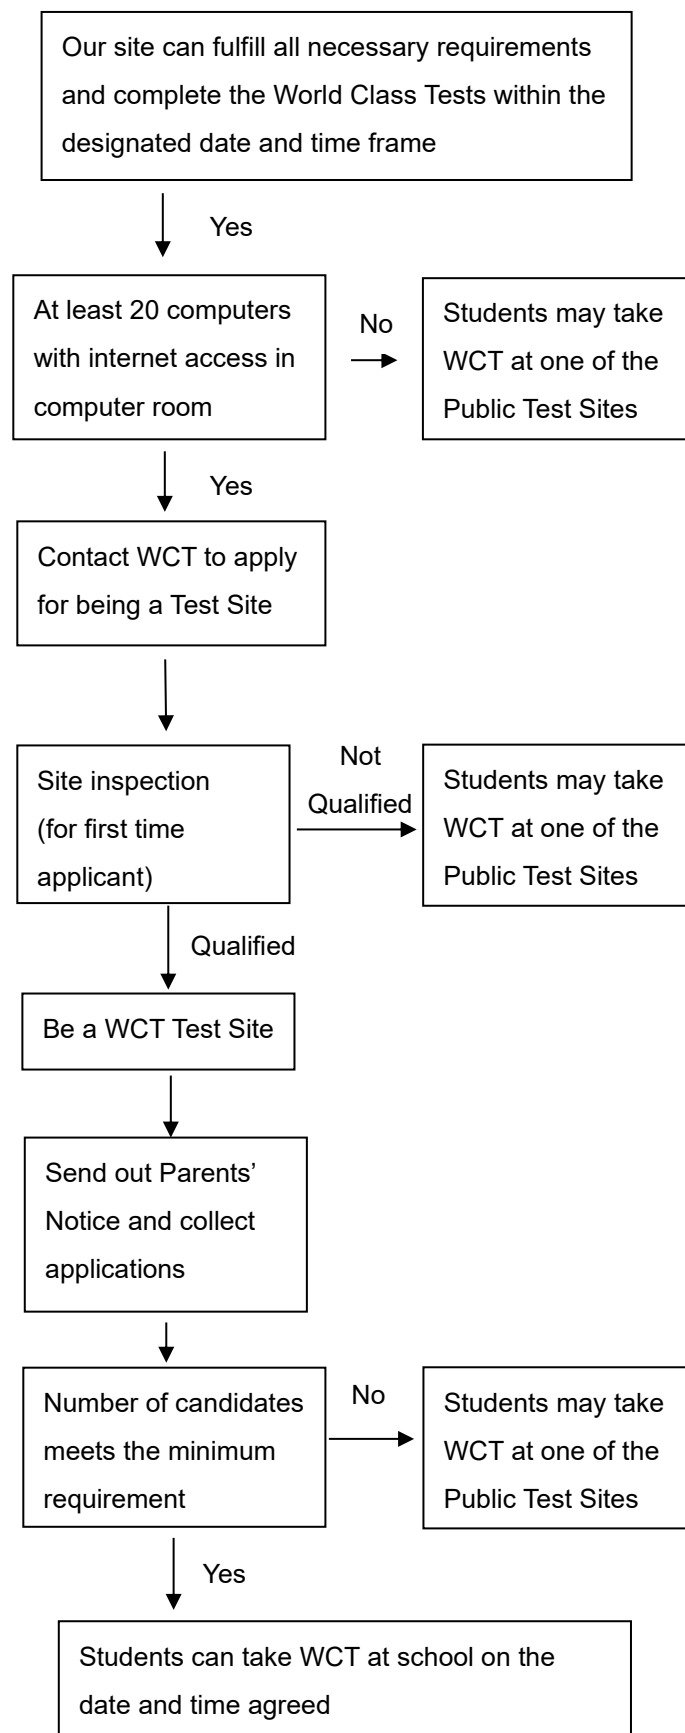 Our site can fulfill all necessary requirements
and complete the World Class Tests within the
designated date and time frame
Yes
At least 20 computers
with internet access in
computer room
No
Students may take
WCT at one of the
Public Test Sites
Yes
Contact WCT to apply
for being a Test Site
Site inspection
(for first time
applicant)
Not
Qualified
Students may take
WCT at one of the
Public Test Sites
Qualified
Be a WCT Test Site
Send out Parents’
Notice and collect
applications
Number of candidates
meets the minimum
requirement
No
Students may take
WCT at one of the
Public Test Sites
Yes
Students can take WCT at school on the
date and time agreed